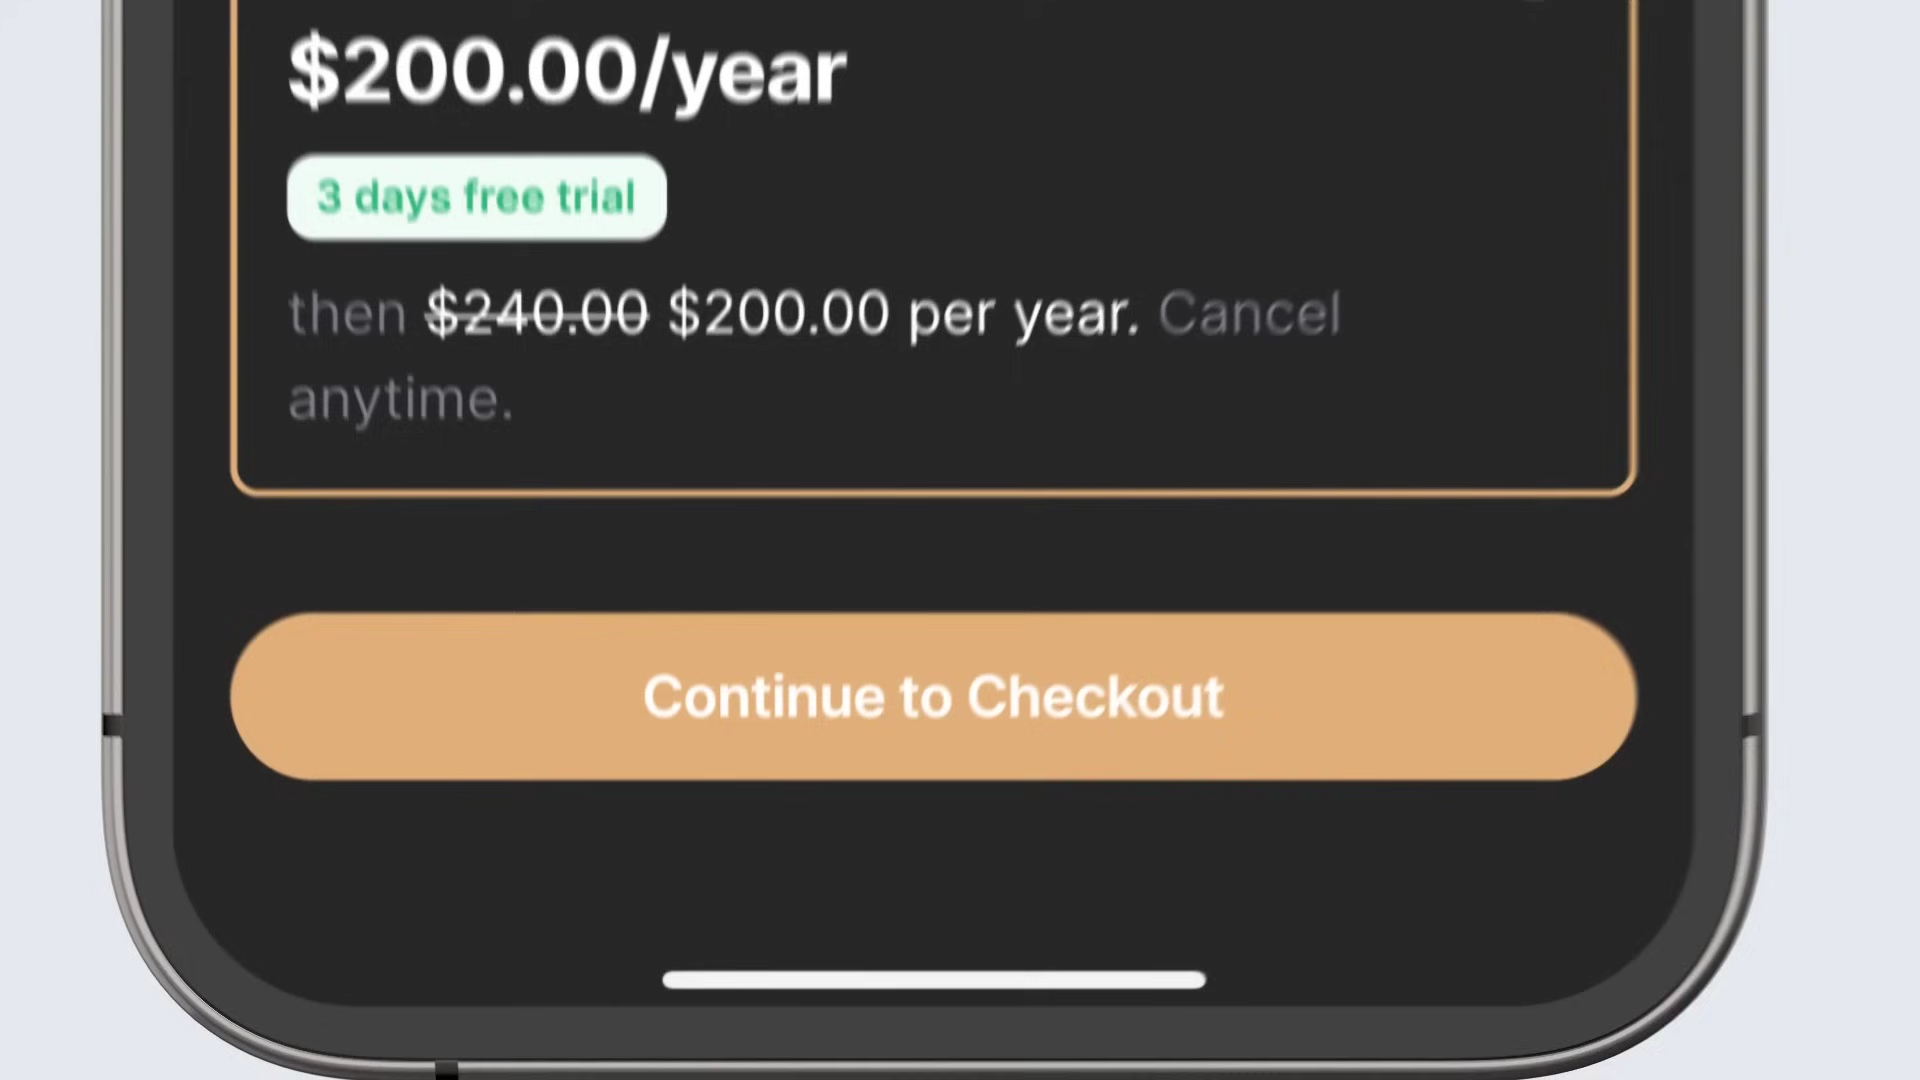 $200.00/year
3 days free trial
then $240.00 $200.00 per year. Cancel
anytime.
Continue to Checkout